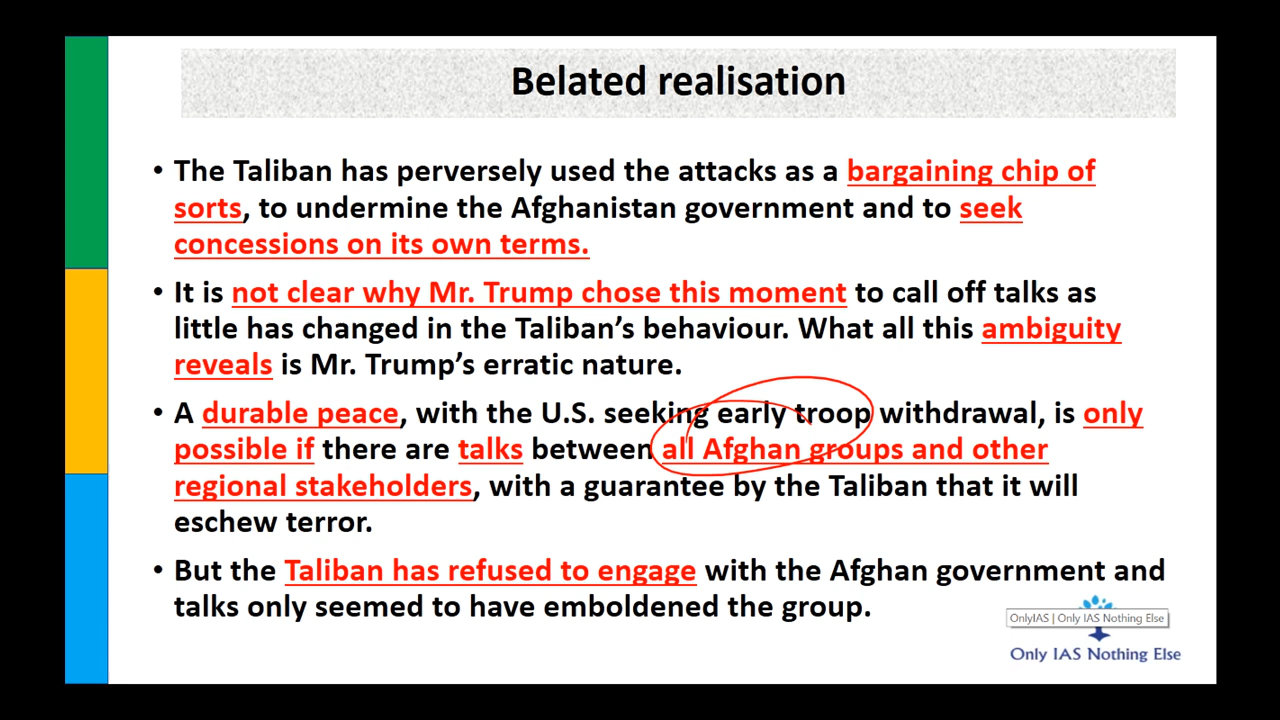 Belated realisation
• The Taliban has perversely used the attacks as a bargaining chip of
sorts, to undermine the Afghanistan government and to seek
concessions on its own terms.
• It is not clear why Mr. Trump chose this moment to call off talks as
little has changed in the Taliban’s behaviour. What all this ambiguity
reveals is Mr. Trump’s erratic nature.
• A durable peace, with the U.S. seeking early troop withdrawal, is only
possible if there are talks between all Afghan groups and other
regional stakeholders, with a guarantee by the Taliban that it will
eschew terror.
• But the Taliban has refused to engage with the Afghan government and
talks only seemed to have emboldened the group.
OnlyIAS | Only IAS Nothing Else
Only IAS Nothing Else